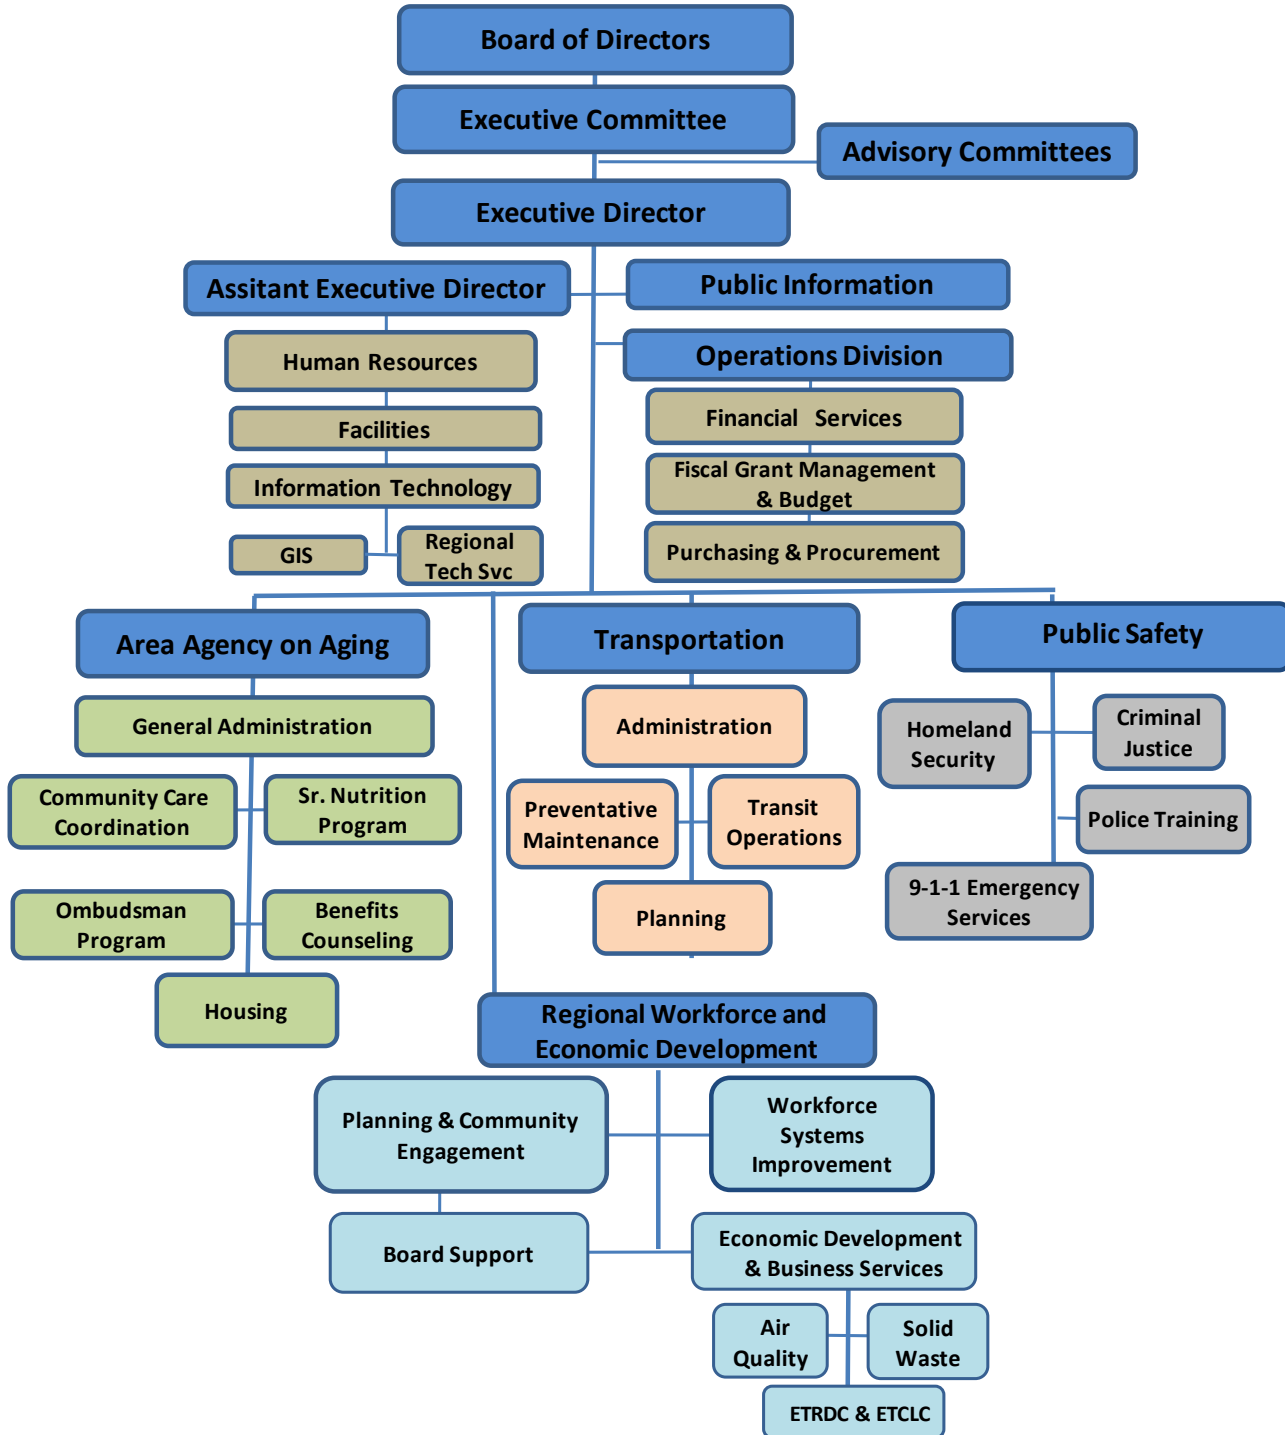 Board of Directors
Executive Committee
Advisory Committees
Executive Director
Assitant Executive Director
Public Information
Human Resources
Operations Division
Facilities
Financial Services
Information Technology
Fiscal Grant Management
& Budget
GIS
Regional
Tech Svc
Purchasing & Procurement
Area Agency on Aging
Transportation
Public Safety
General Administration
Administration
Homeland
Security
Criminal
Justice
Community Care
Coordination
Sr. Nutrition
Program
Preventative
Maintenance
Transit
Operations
Police Training
Ombudsman
Program
Benefits
Counseling
Planning
9-1-1 Emergency
Services
Housing
Regional Workforce and
Economic Development
Planning & Community
Engagement
Workforce
Systems
Improvement
Board Support
Economic Development
& Business Services
Air
Quality
Solid
Waste
ETRDC & ETCLC